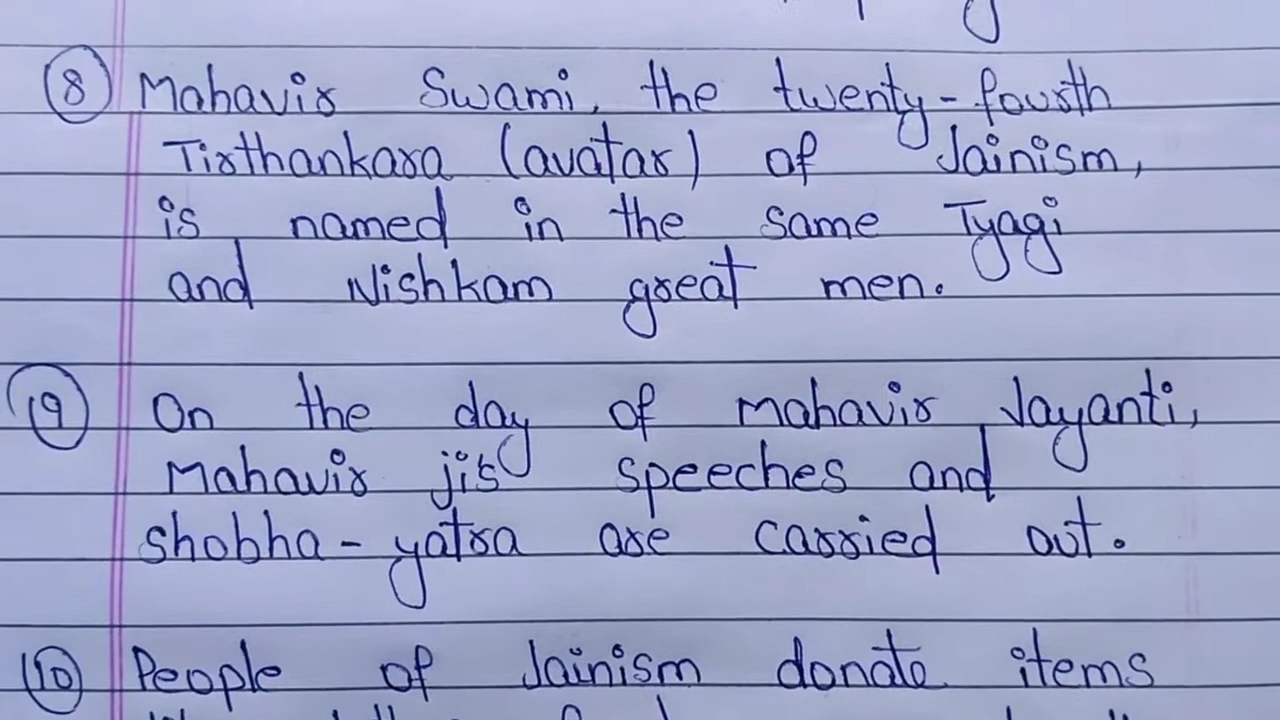 8 Mahavir Swami, the twenty-fourth
Tirthankara (avatar) of Jainism,
is named in the same Tyagi
and Nishkam great men.
9 On the day of Mahavir Jayanti,
Mahavir jis speeches and
shobha-yatra are carried out.
10 People of Jainism donate items